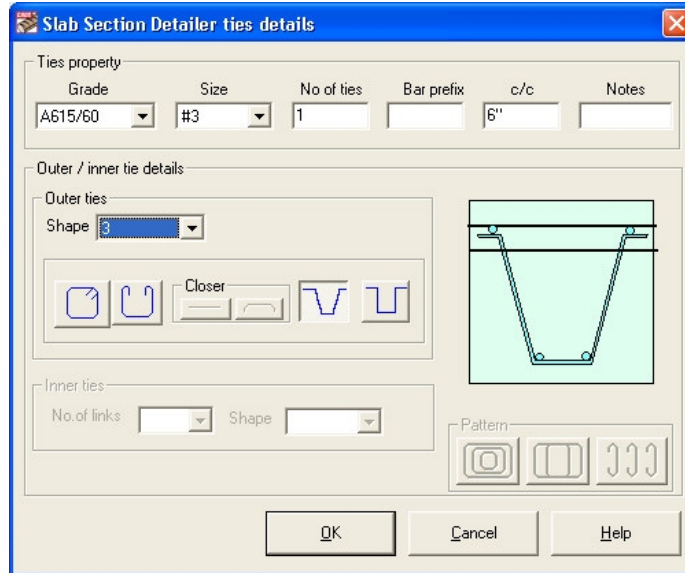 Slab Section Detailer ties details
Ties property
Grade Size No of ties Bar prefix c/c Notes
A615/60 #3 1 6"
Outer / inner tie details
Outer ties
Shape 3
Closer
Inner ties
No.of links Shape
Pattern
OK Cancel Help